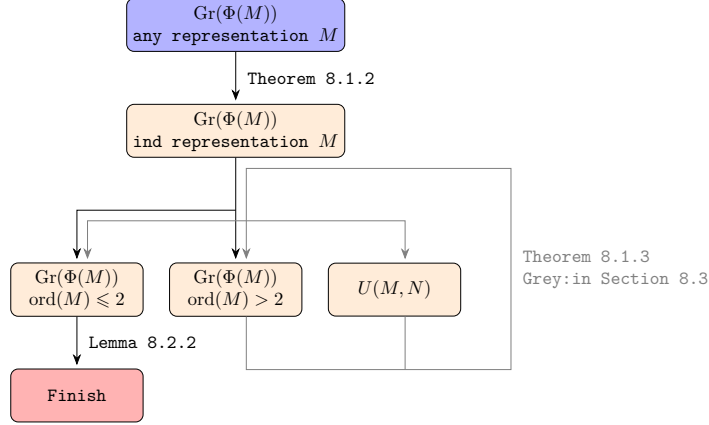 Gr(Φ(M))
any representation M
Theorem 8.1.2
Gr(Φ(M))
ind representation M
Theorem 8.1.3
Grey:in Section 8.3
Gr(Φ(M))
ord(M) ⩽ 2
Gr(Φ(M))
ord(M) > 2
U(M, N)
Lemma 8.2.2
Finish